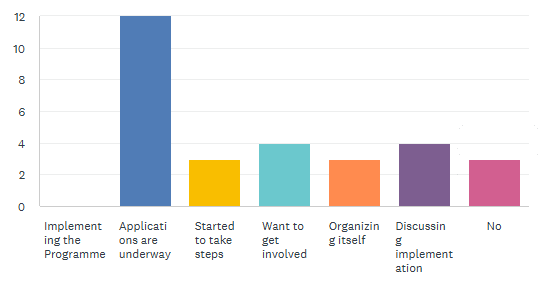 12
10
8
6
4
2
0
Implement
ing the
Programme
Applicati
ons are
underway
Started
to take
steps
Want to
get
involved
Organizin
g itself
Discussin
g
implement
ation
No